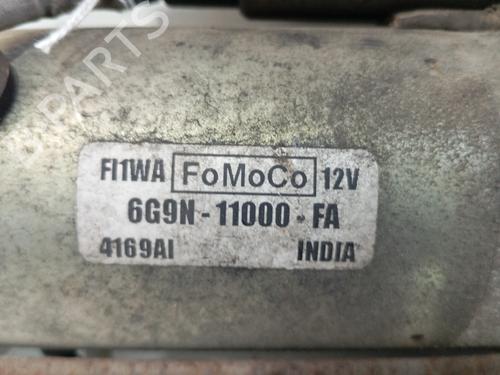 PARTS
FI1WA FoMoCo 12V
6G9N-11000-FA
4169AI INDIA